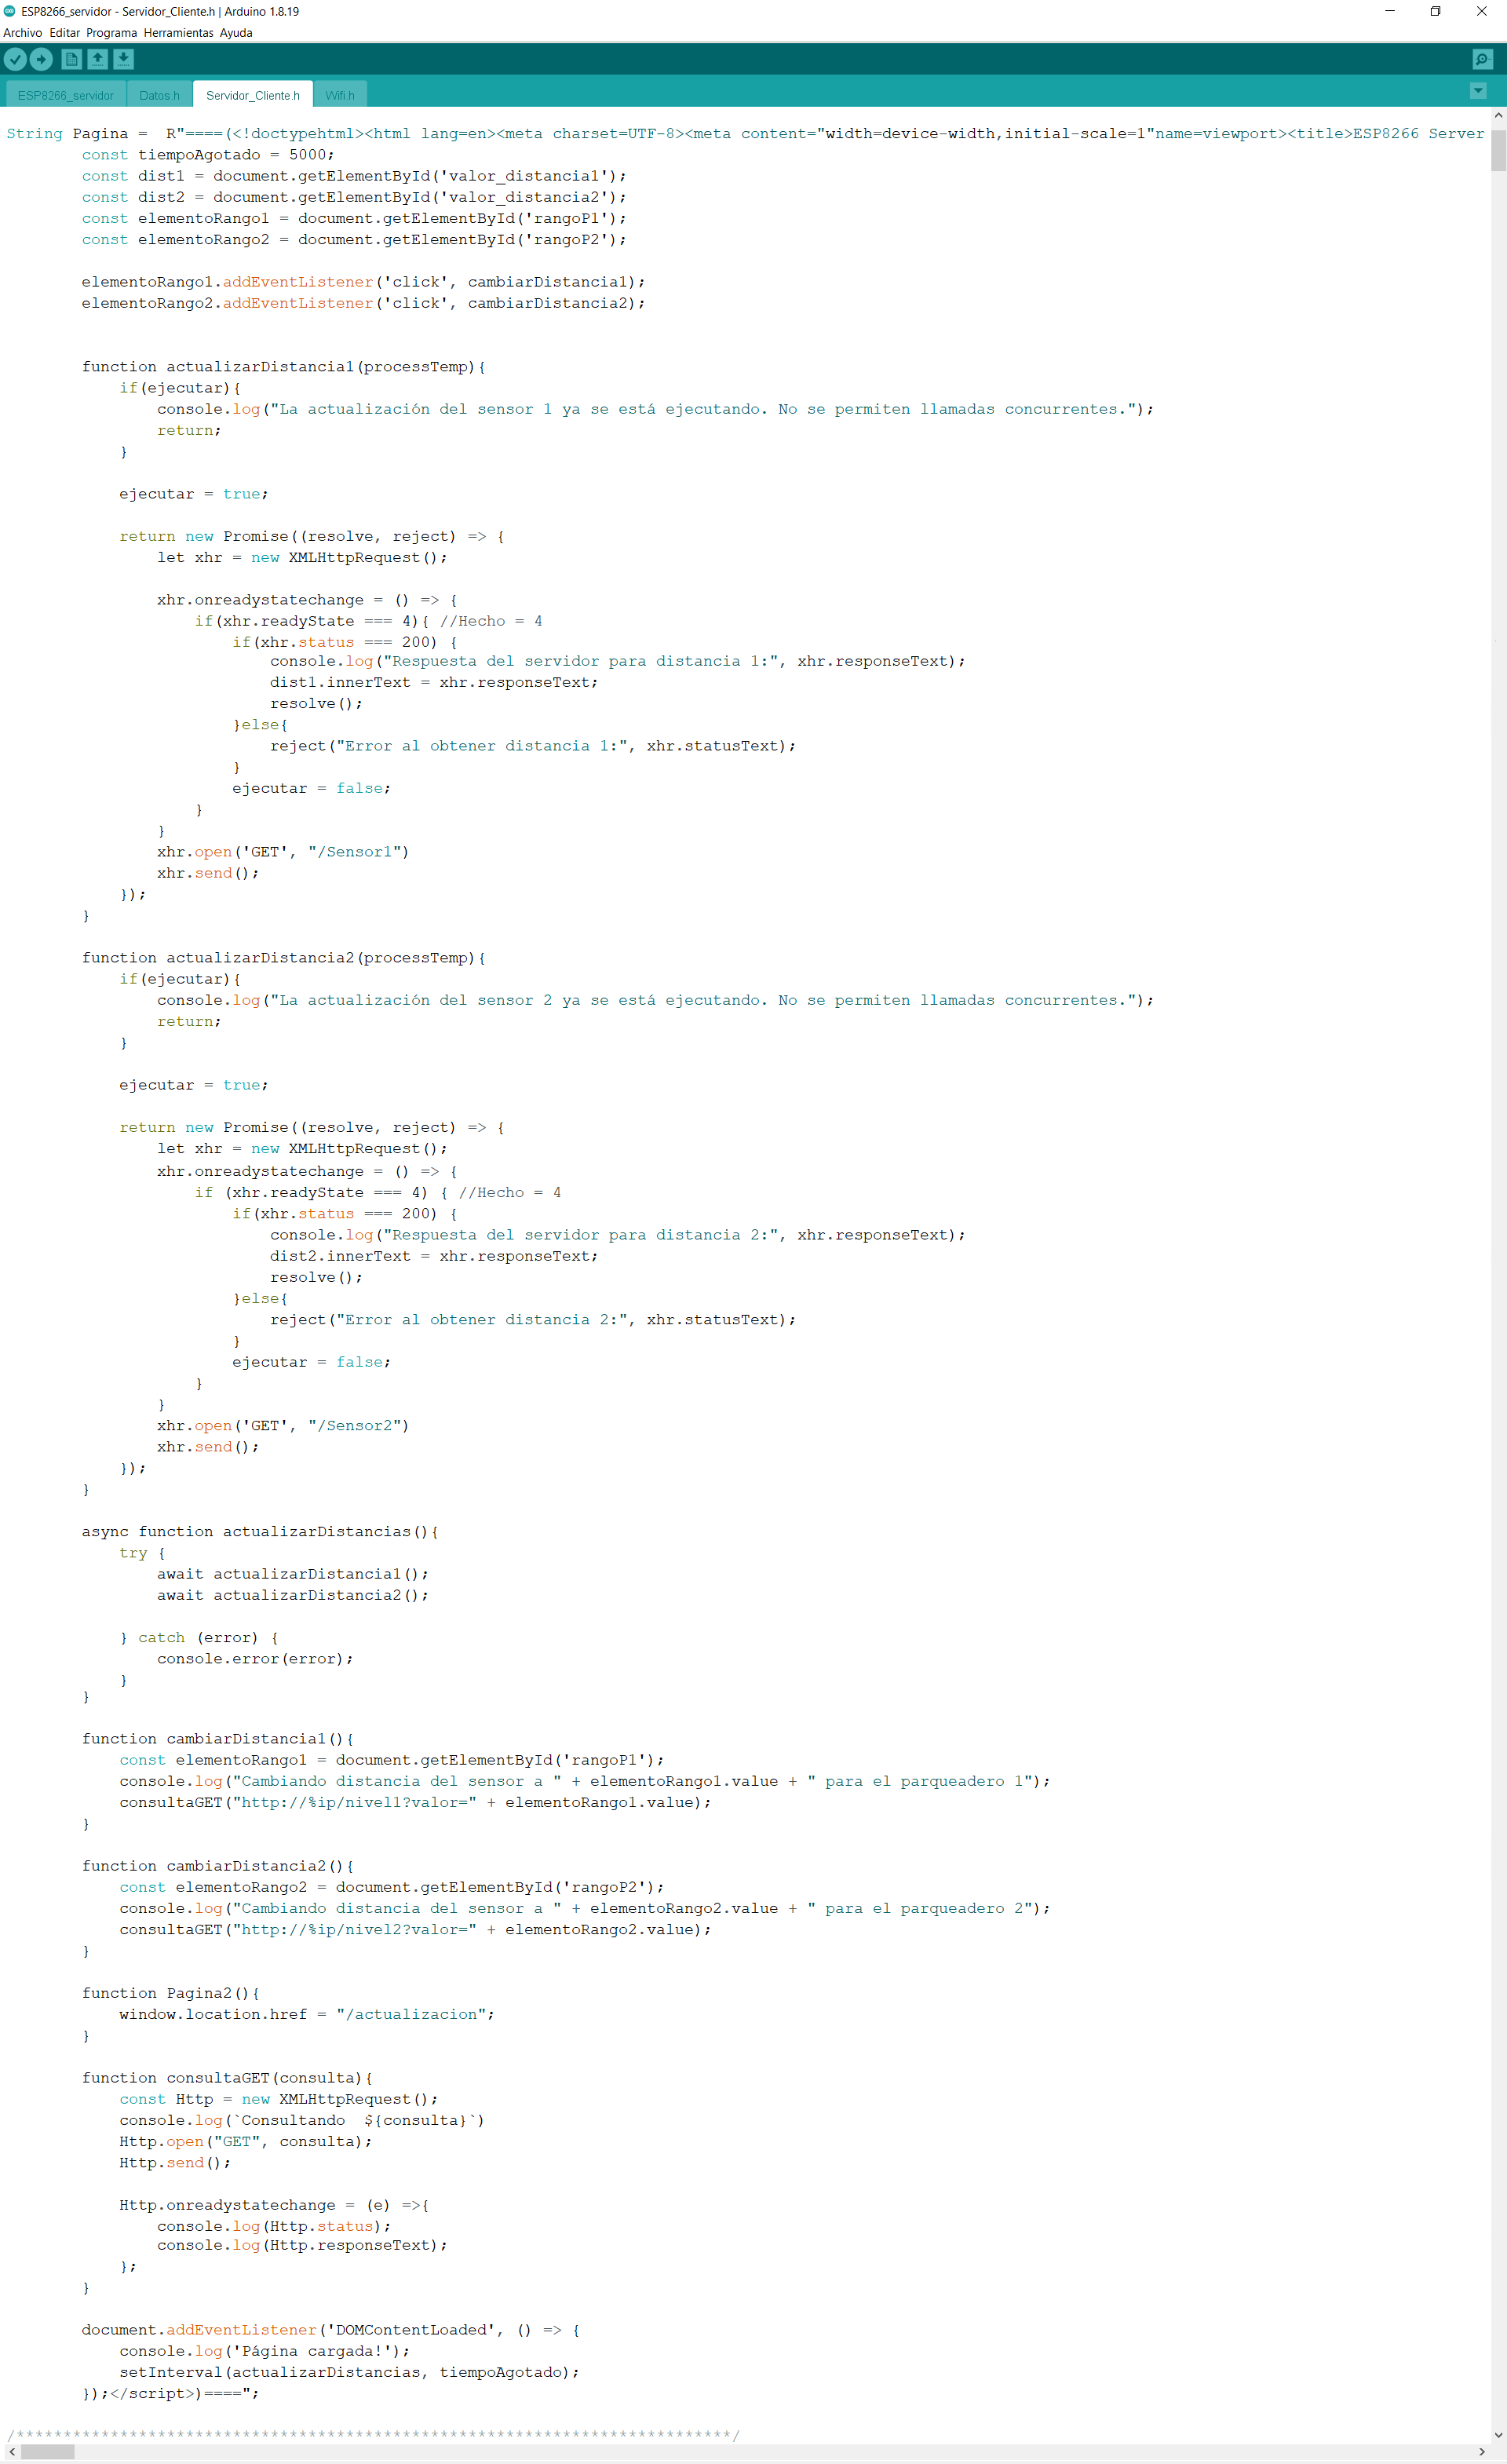 ESP8266_servidor - Servidor_Cliente.h | Arduino 1.8.19
Archivo Editar Programa Herramientas Ayuda
ESP8266_servidor Datos.h Servidor_Cliente.h Wifi.h
String Pagina =  R"====(<!doctypehtml><html lang=en><meta charset=UTF-8><meta content="width=device-width,initial-scale=1"name=viewport><title>ESP8266 Server
const tiempoAgotado = 5000;
const dist1 = document.getElementById('valor_distancia1');
const dist2 = document.getElementById('valor_distancia2');
const elementoRango1 = document.getElementById('rangoP1');
const elementoRango2 = document.getElementById('rangoP2');
elementoRango1.addEventListener('click', cambiarDistancia1);
elementoRango2.addEventListener('click', cambiarDistancia2);
function actualizarDistancia1(processTemp){
if(ejecutar){
console.log("La actualización del sensor 1 ya se está ejecutando. No se permiten llamadas concurrentes.");
return;
}
ejecutar = true;
return new Promise((resolve, reject) => {
let xhr = new XMLHttpRequest();
xhr.onreadystatechange = () => {
if(xhr.readyState === 4){ //Hecho = 4
if(xhr.status === 200) {
console.log("Respuesta del servidor para distancia 1:", xhr.responseText);
dist1.innerText = xhr.responseText;
resolve();
}else{
reject("Error al obtener distancia 1:", xhr.statusText);
}
ejecutar = false;
}
}
xhr.open('GET', "/Sensor1")
xhr.send();
});
}
function actualizarDistancia2(processTemp){
if(ejecutar){
console.log("La actualización del sensor 2 ya se está ejecutando. No se permiten llamadas concurrentes.");
return;
}
ejecutar = true;
return new Promise((resolve, reject) => {
let xhr = new XMLHttpRequest();
xhr.onreadystatechange = () => {
if (xhr.readyState === 4) { //Hecho = 4
if(xhr.status === 200) {
console.log("Respuesta del servidor para distancia 2:", xhr.responseText);
dist2.innerText = xhr.responseText;
resolve();
}else{
reject("Error al obtener distancia 2:", xhr.statusText);
}
ejecutar = false;
}
}
xhr.open('GET', "/Sensor2")
xhr.send();
});
}
async function actualizarDistancias(){
try {
await actualizarDistancia1();
await actualizarDistancia2();
} catch (error) {
console.error(error);
}
}
function cambiarDistancia1(){
const elementoRango1 = document.getElementById('rangoP1');
console.log("Cambiando distancia del sensor a " + elementoRango1.value + " para el parqueadero 1");
consultaGET("http://%ip/nivel1?valor=" + elementoRango1.value);
}
function cambiarDistancia2(){
const elementoRango2 = document.getElementById('rangoP2');
console.log("Cambiando distancia del sensor a " + elementoRango2.value + " para el parqueadero 2");
consultaGET("http://%ip/nivel2?valor=" + elementoRango2.value);
}
function Pagina2(){
window.location.href = "/actualizacion";
}
function consultaGET(consulta){
const Http = new XMLHttpRequest();
console.log(`Consultando  ${consulta}`)
Http.open("GET", consulta);
Http.send();
Http.onreadystatechange = (e) =>{
console.log(Http.status);
console.log(Http.responseText);
};
}
document.addEventListener('DOMContentLoaded', () => {
console.log('Página cargada!');
setInterval(actualizarDistancias, tiempoAgotado);
});</script>)====";
/****************************************************************************/